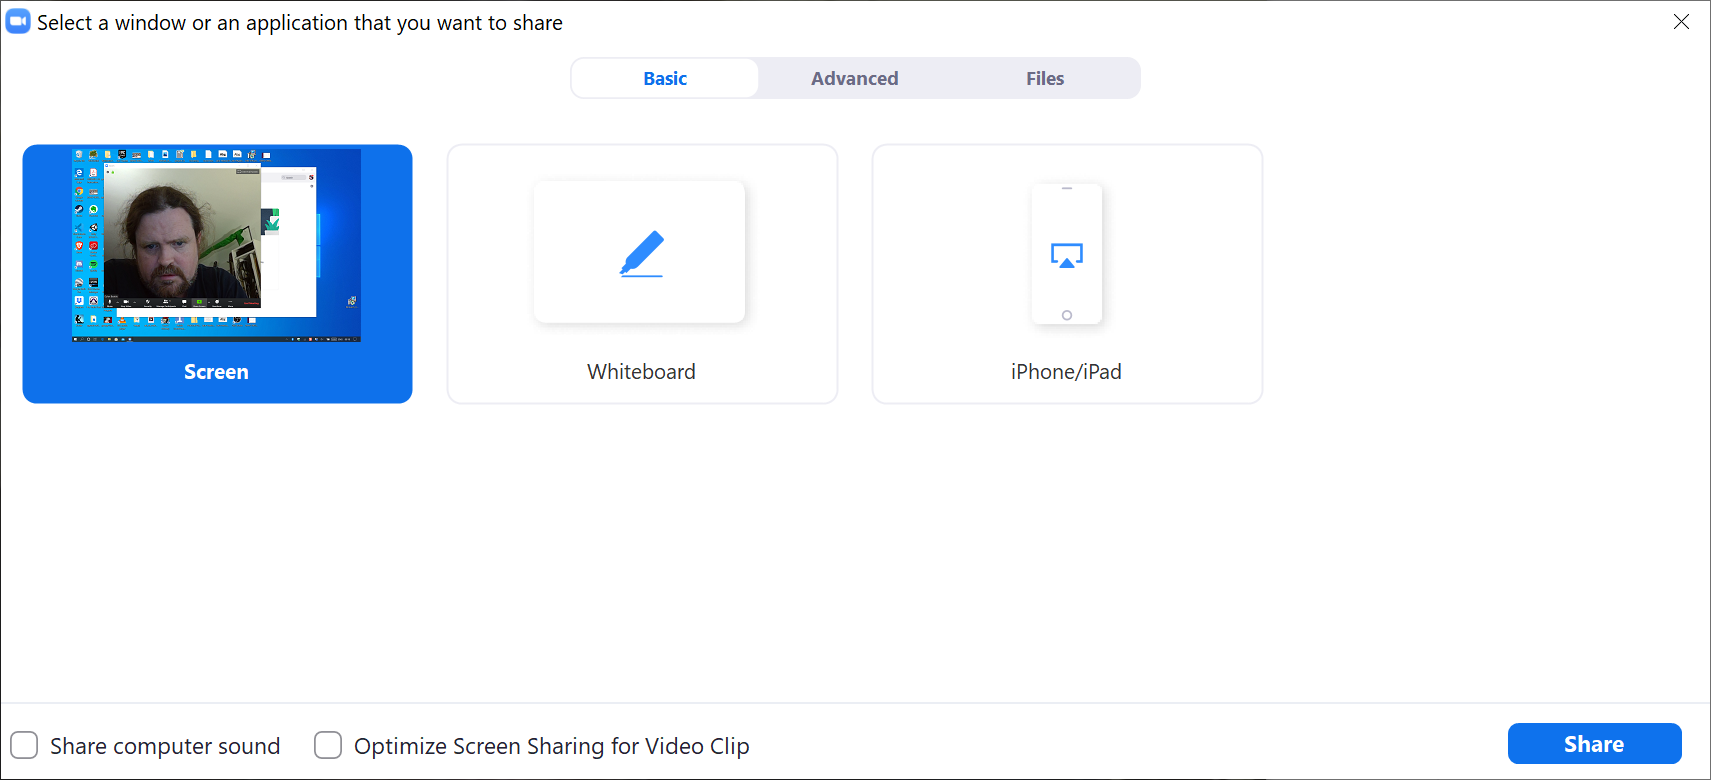 Select a window or an application that you want to share
Basic
Advanced
Files
Screen
Whiteboard
iPhone/iPad
Share computer sound
Optimize Screen Sharing for Video Clip
Share